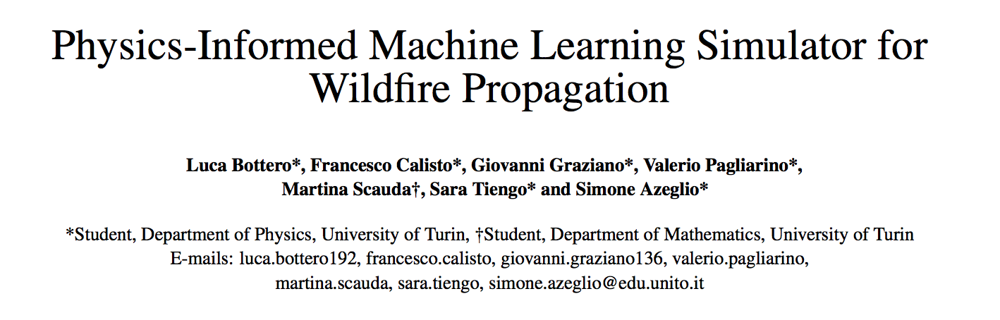 Physics-Informed Machine Learning Simulator for
Wildfire Propagation
Luca Bottero*, Francesco Calisto*, Giovanni Graziano*, Valerio Pagliarino*,
Martina Scauda†, Sara Tiengo* and Simone Azeglio*
*Student, Department of Physics, University of Turin, †Student, Department of Mathematics, University of Turin
E-mails: luca.bottero192, francesco.calisto, giovanni.graziano136, valerio.pagliarino,
martina.scauda, sara.tiengo, simone.azeglio@edu.unito.it